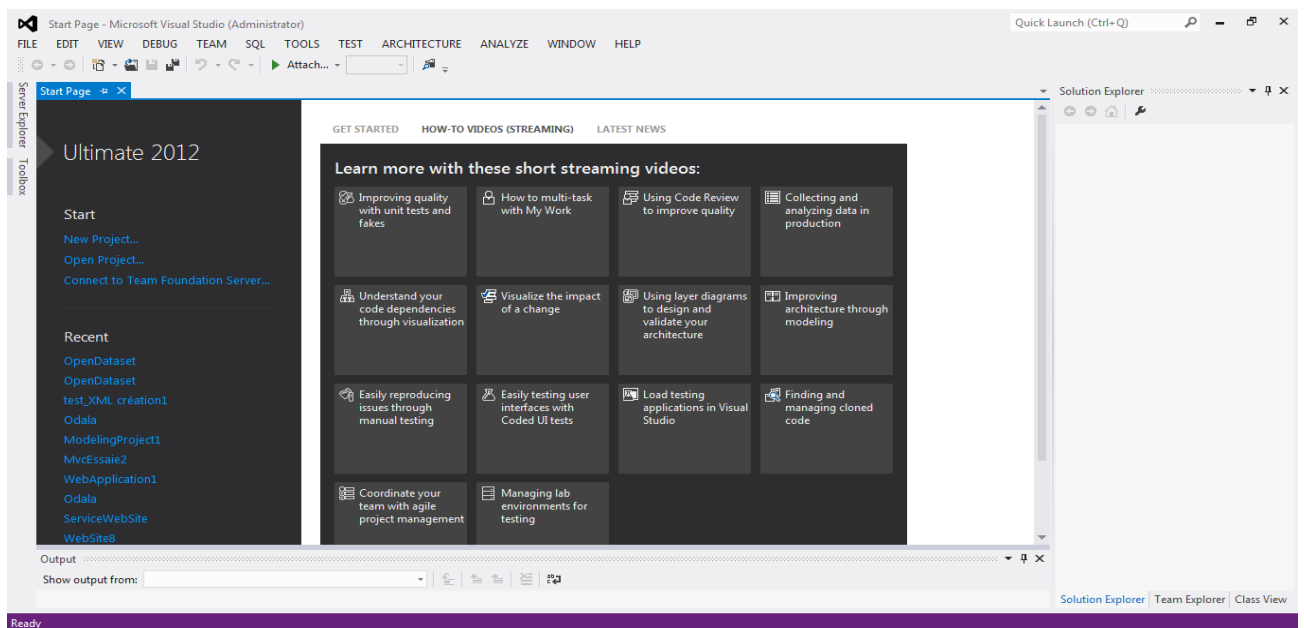 Start Page - Microsoft Visual Studio (Administrator)
Quick Launch (Ctrl+Q)
FILE EDIT VIEW DEBUG TEAM SQL TOOLS TEST ARCHITECTURE ANALYZE WINDOW HELP
Attach...
Server Explorer
Toolbox
Start Page
Ultimate 2012
Start
New Project...
Open Project...
Connect to Team Foundation Server...
Recent
OpenDataset
OpenDataset
test_XML création1
Odala
ModelingProject1
MvcEssaie2
WebApplication1
Odala
ServiceWebSite
WebSite8
GET STARTED HOW-TO VIDEOS (STREAMING) LATEST NEWS
Learn more with these short streaming videos:
Improving quality
with unit tests and
fakes
How to multi-task
with My Work
Using Code Review
to improve quality
Collecting and
analyzing data in
production
Understand your
code dependencies
through visualization
Visualize the impact
of a change
Using layer diagrams
to design and
validate your
architecture
Improving
architecture through
modeling
Easily reproducing
issues through
manual testing
Easily testing user
interfaces with
Coded UI tests
Load testing
applications in Visual
Studio
Finding and
managing cloned
code
Coordinate your
team with agile
project management
Managing lab
environments for
testing
Solution Explorer
Output
Show output from:
Solution Explorer Team Explorer Class View
Ready